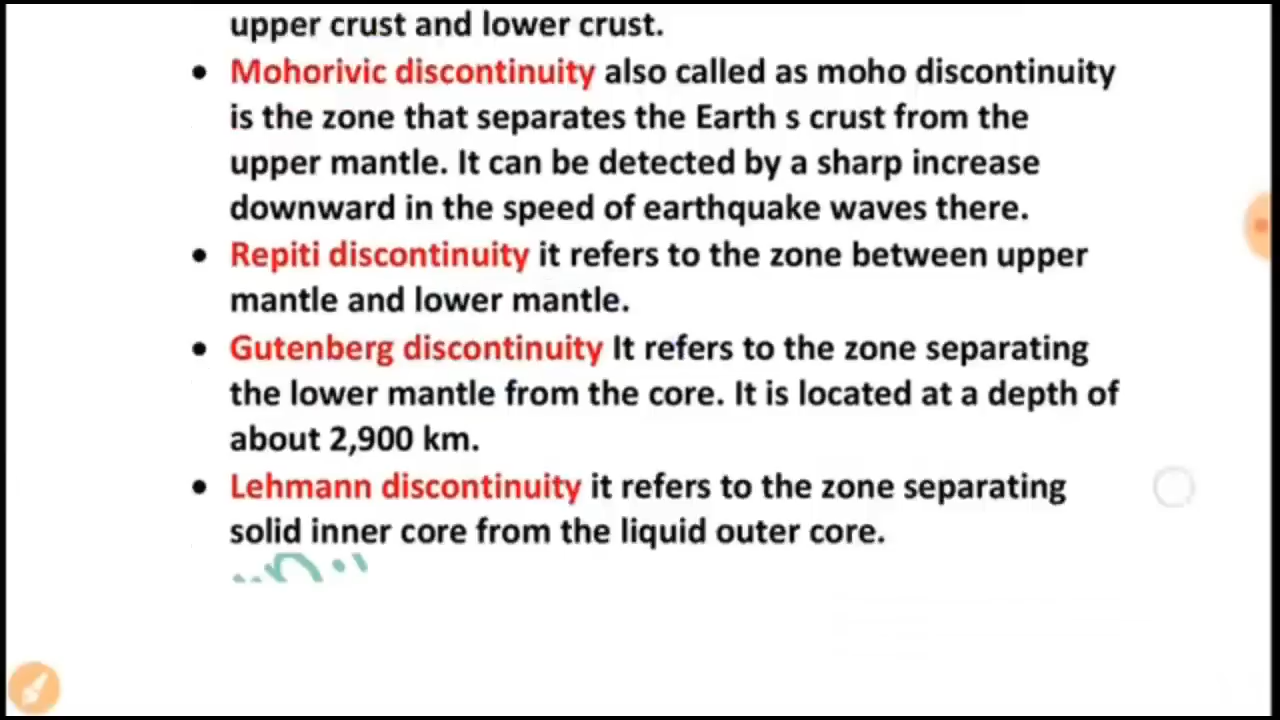 upper crust and lower crust.
• Mohorivic discontinuity also called as moho discontinuity
is the zone that separates the Earth s crust from the
upper mantle. It can be detected by a sharp increase
downward in the speed of earthquake waves there.
• Repiti discontinuity it refers to the zone between upper
mantle and lower mantle.
• Gutenberg discontinuity It refers to the zone separating
the lower mantle from the core. It is located at a depth of
about 2,900 km.
• Lehmann discontinuity it refers to the zone separating
solid inner core from the liquid outer core.